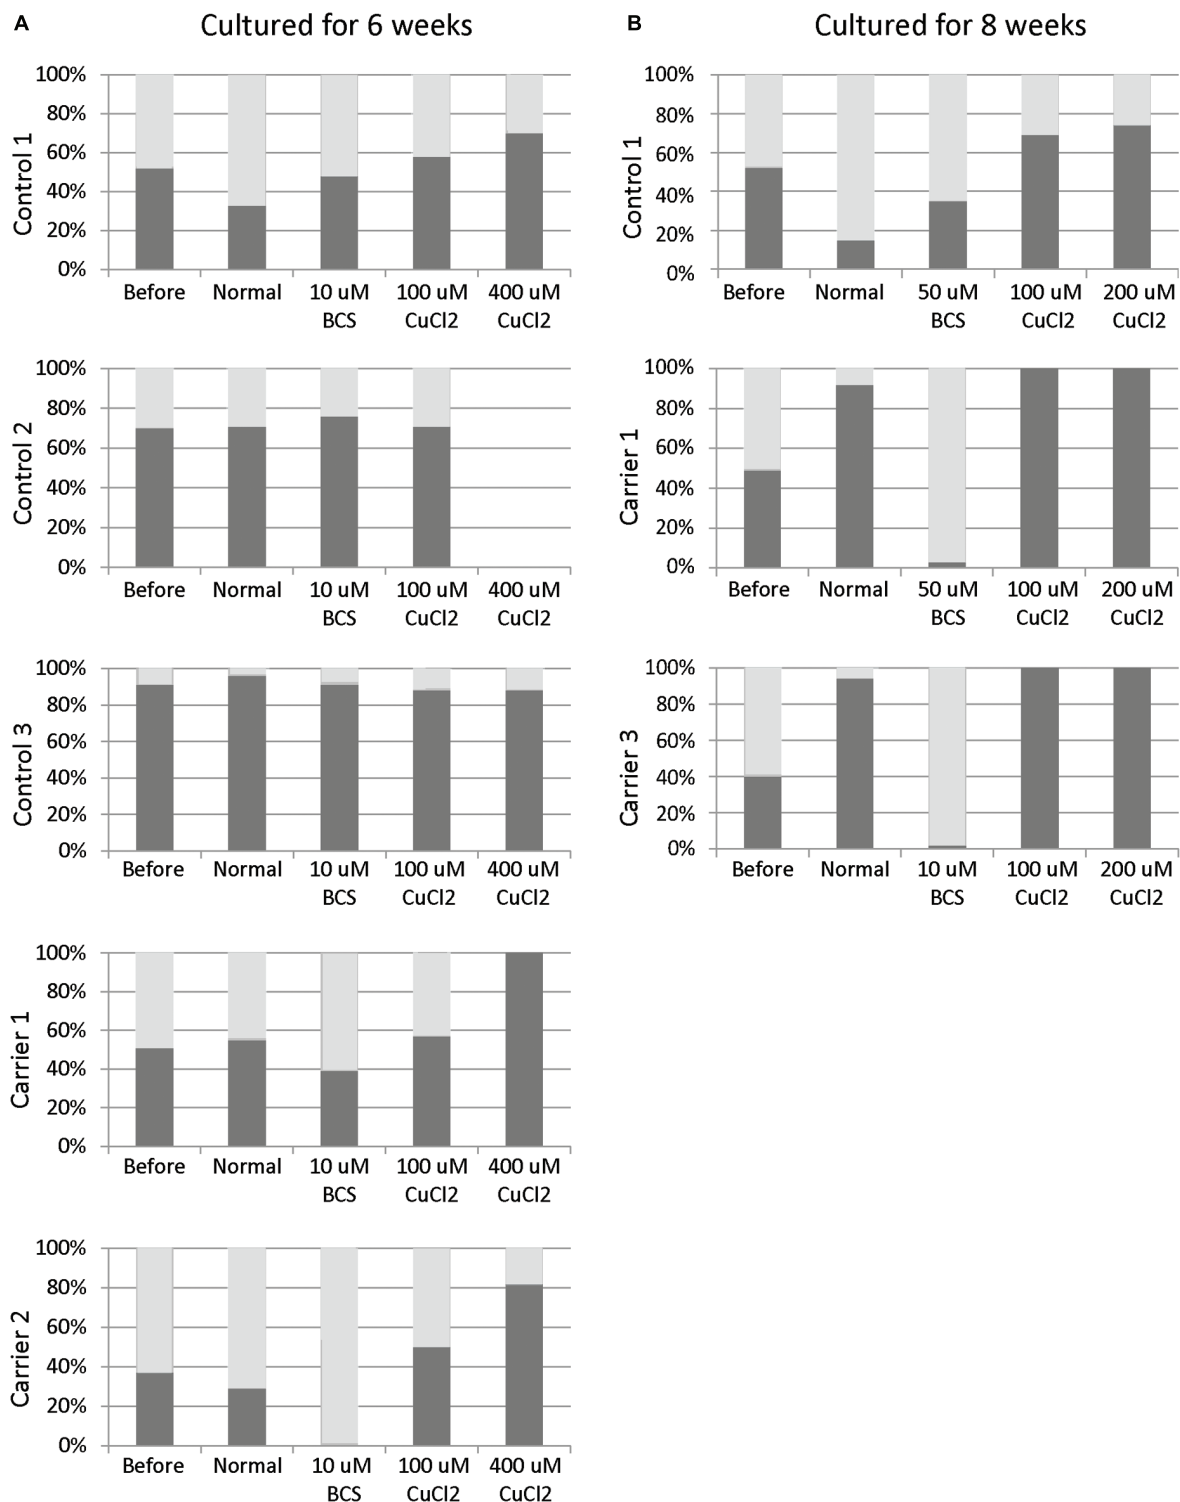 A
Cultured for 6 weeks
Control 1
100%
80%
60%
40%
20%
0%
Before Normal 10 uM 100 uM 400 uM
BCS CuCl2 CuCl2
Control 2
100%
80%
60%
40%
20%
0%
Before Normal 10 uM 100 uM 400 uM
BCS CuCl2 CuCl2
Control 3
100%
80%
60%
40%
20%
0%
Before Normal 10 uM 100 uM 400 uM
BCS CuCl2 CuCl2
Carrier 1
100%
80%
60%
40%
20%
0%
Before Normal 10 uM 100 uM 400 uM
BCS CuCl2 CuCl2
Carrier 2
100%
80%
60%
40%
20%
0%
Before Normal 10 uM 100 uM 400 uM
BCS CuCl2 CuCl2
B
Cultured for 8 weeks
Control 1
100%
80%
60%
40%
20%
0%
Before Normal 50 uM 100 uM 200 uM
BCS CuCl2 CuCl2
Carrier 1
100%
80%
60%
40%
20%
0%
Before Normal 50 uM 100 uM 200 uM
BCS CuCl2 CuCl2
Carrier 3
100%
80%
60%
40%
20%
0%
Before Normal 10 uM 100 uM 200 uM
BCS CuCl2 CuCl2